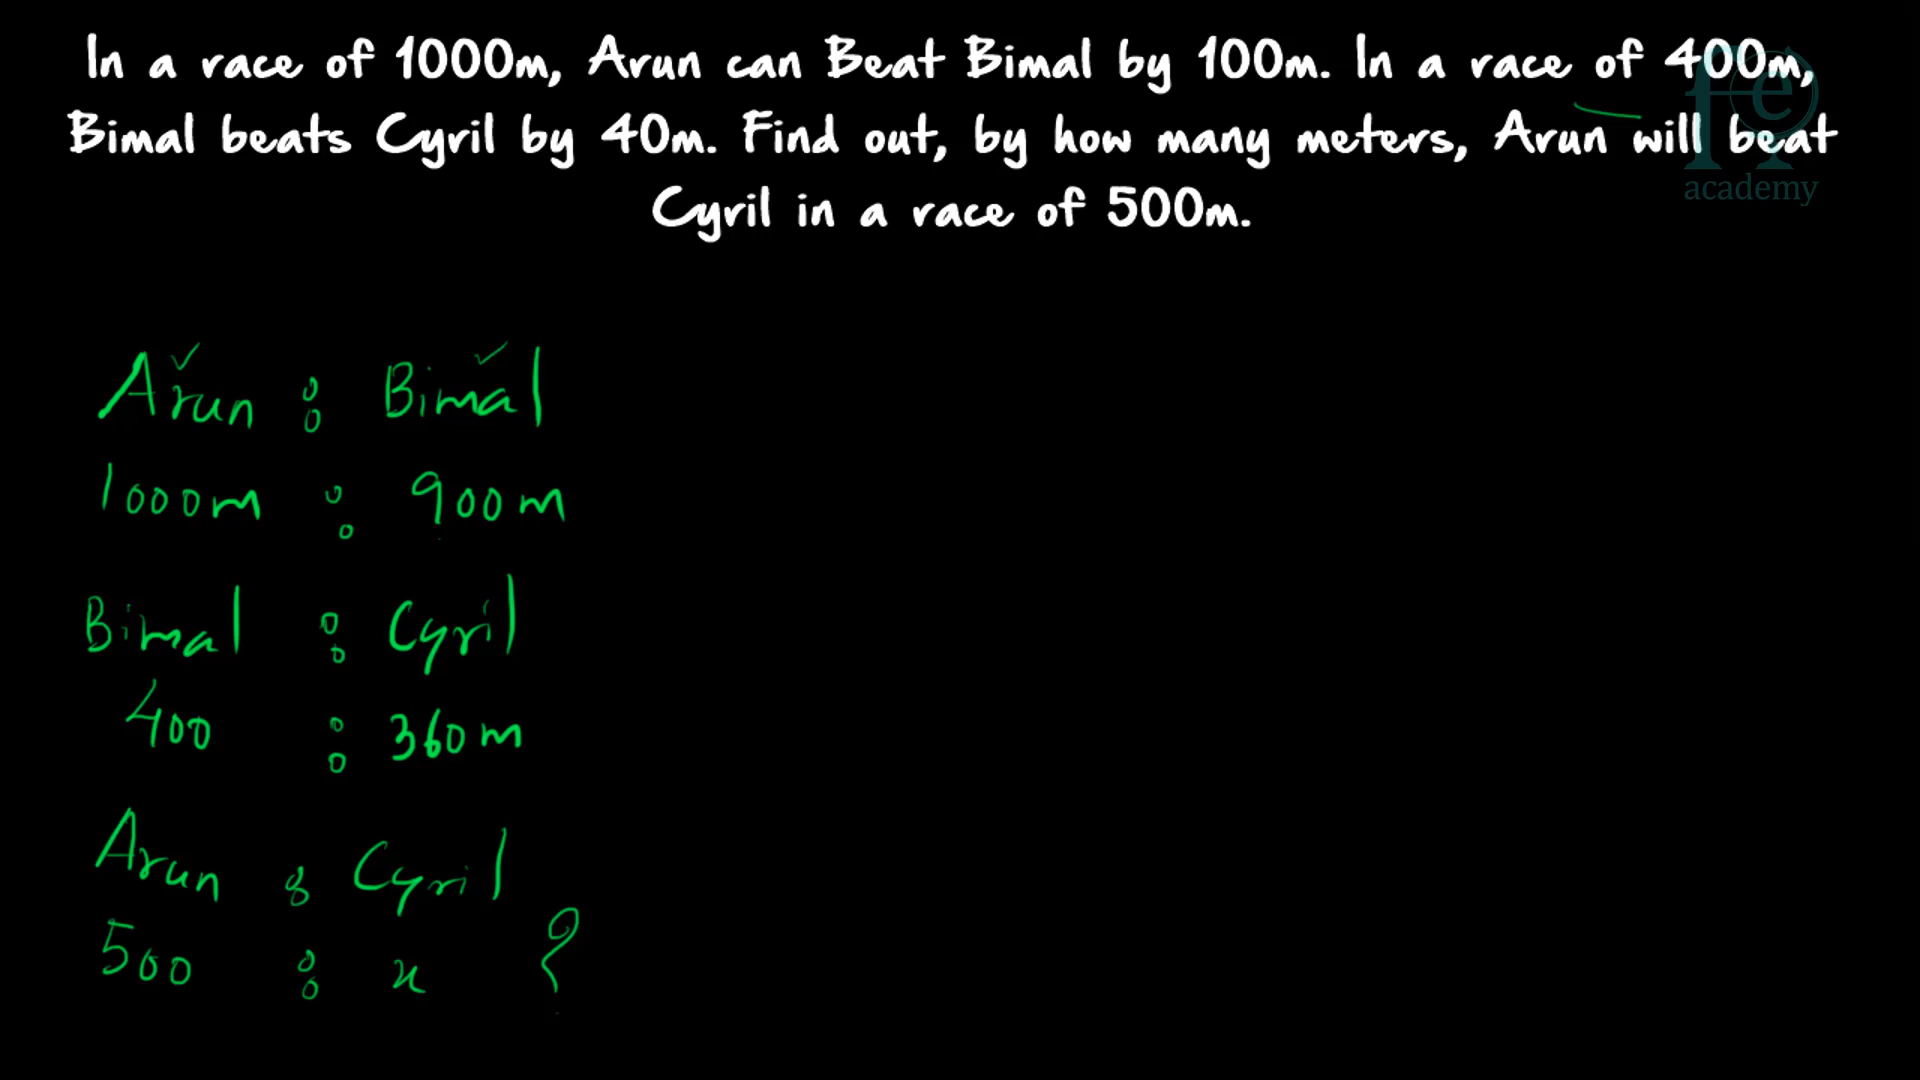 In a race of 1000m, Arun can Beat Bimal by 100m. In a race of 400m,
Bimal beats Cyril by 40m. Find out, by how many meters, Arun will beat
Cyril in a race of 500m.
fe
academy
Arun : Bimal
1000m : 900m
Bimal : Cyril
400 : 360m
Arun : Cyril
500 : x ?